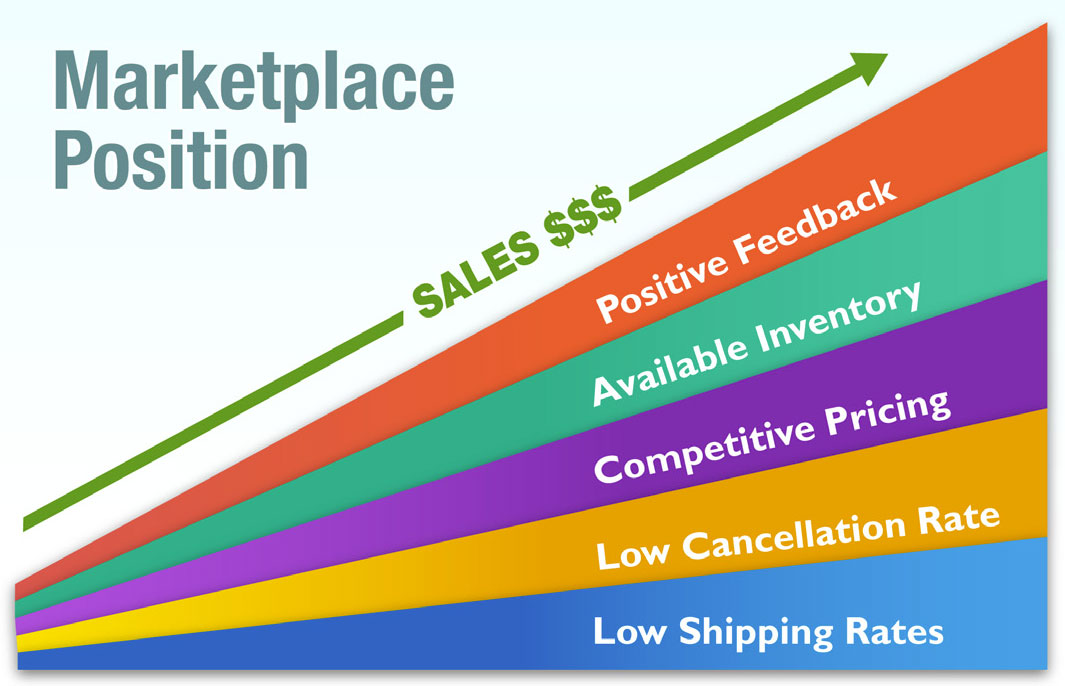 Marketplace
Position
SALES $$$
Positive Feedback
Available Inventory
Competitive Pricing
Low Cancellation Rate
Low Shipping Rates